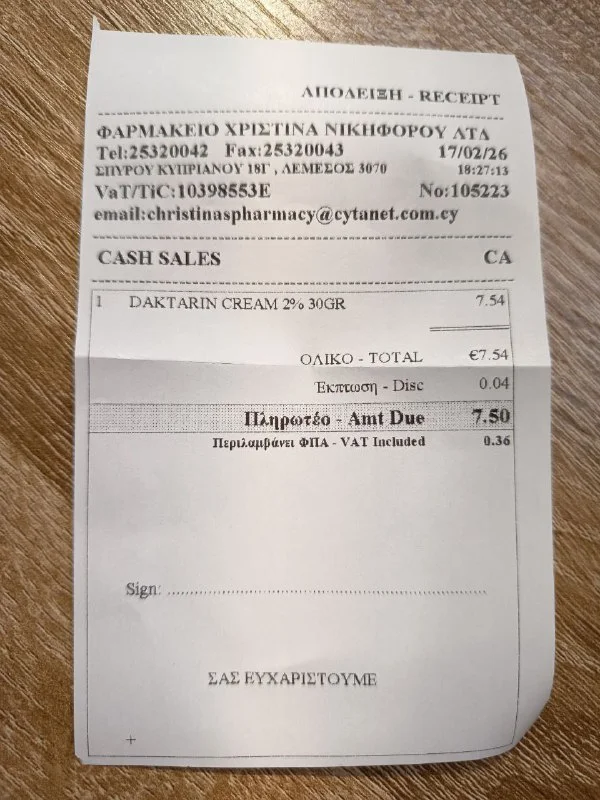 ΑΠΟΔΕΙΞΗ - RECEIPT
ΦΑΡΜΑΚΕΙΟ ΧΡΙΣΤΙΝΑ ΝΙΚΗΦΟΡΟΥ ΛΤΔ
Tel:25320042 Fax:25320043 17/02/26
ΣΠΥΡΟΥ ΚΥΠΡΙΑΝΟΥ 18Γ , ΛΕΜΕΣΟΣ 3070 18:27:13
VaT/TiC:10398553E No:105223
email:christinaspharmacy@cytanet.com.cy
CASH SALES CA
1 DAKTARIN CREAM 2% 30GR 7.54
ΟΛΙΚΟ - TOTAL €7.54
Έκπτωση - Disc 0.04
Πληρωτέο - Amt Due 7.50
Περιλαμβάνει ΦΠΑ - VAT Included 0.36
Sign: ..........................................................
ΣΑΣ ΕΥΧΑΡΙΣΤΟΥΜΕ
+